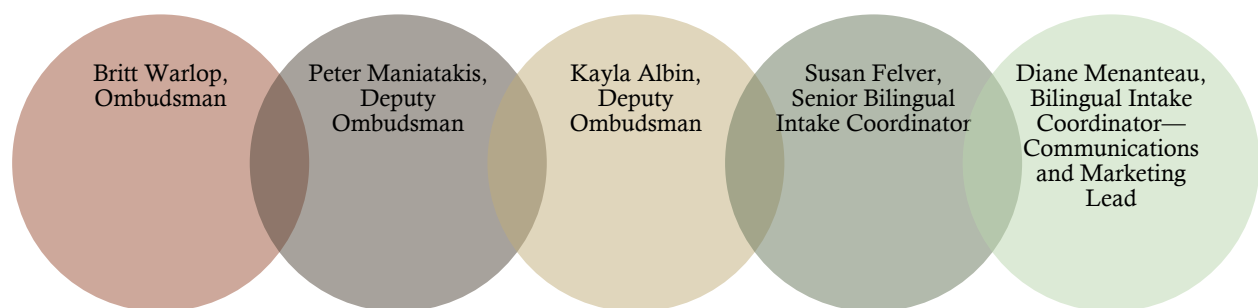 Britt Warlop,
Ombudsman
Peter Maniatakis,
Deputy
Ombudsman
Kayla Albin,
Deputy
Ombudsman
Susan Felver,
Senior Bilingual
Intake Coordinator
Diane Menanteau,
Bilingual Intake
Coordinator—
Communications
and Marketing
Lead